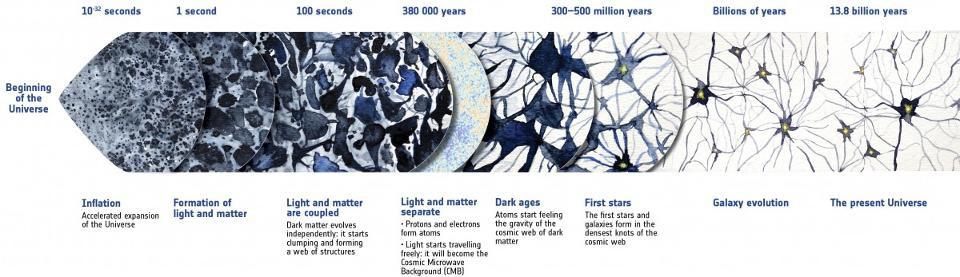 10⁻³² seconds
1 second
100 seconds
380 000 years
300–500 million years
Billions of years
13.8 billion years
Beginning
of the
Universe
Inflation
Accelerated expansion
of the Universe
Formation of
light and matter
Light and matter
are coupled
Dark matter evolves
independently: it starts
clumping and forming
a web of structures
Light and matter
separate
• Protons and electrons
form atoms
• Light starts travelling
freely: it will become the
Cosmic Microwave
Background (CMB)
Dark ages
Atoms start feeling
the gravity of the
cosmic web of dark
matter
First stars
The first stars and
galaxies form in the
densest knots of the
cosmic web
Galaxy evolution
The present Universe